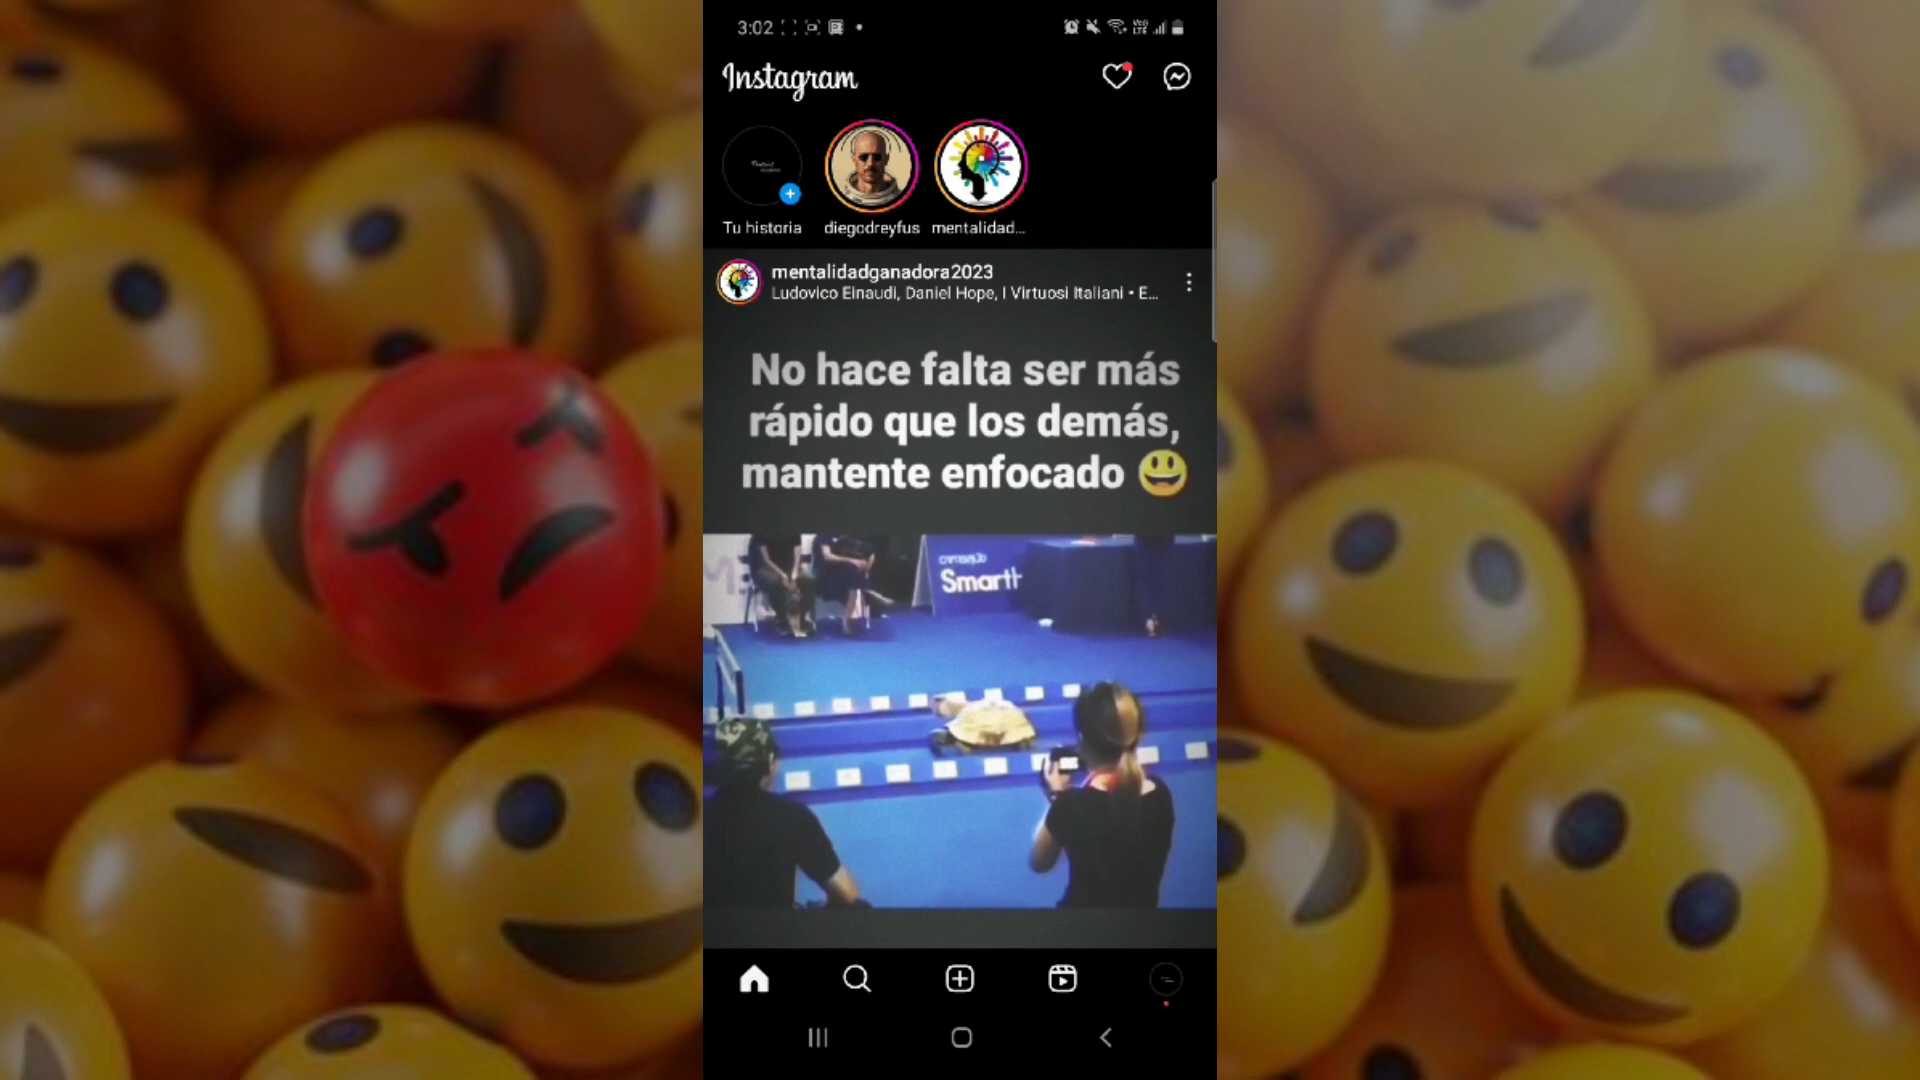 3:02
Instagram
Tu historia
diegodreyfus
mentalidad...
mentalidadganadora2023
Ludovico Einaudi, Daniel Hope, I Virtuosi Italiani • E...
No hace falta ser más
rápido que los demás,
mantente enfocado 😃